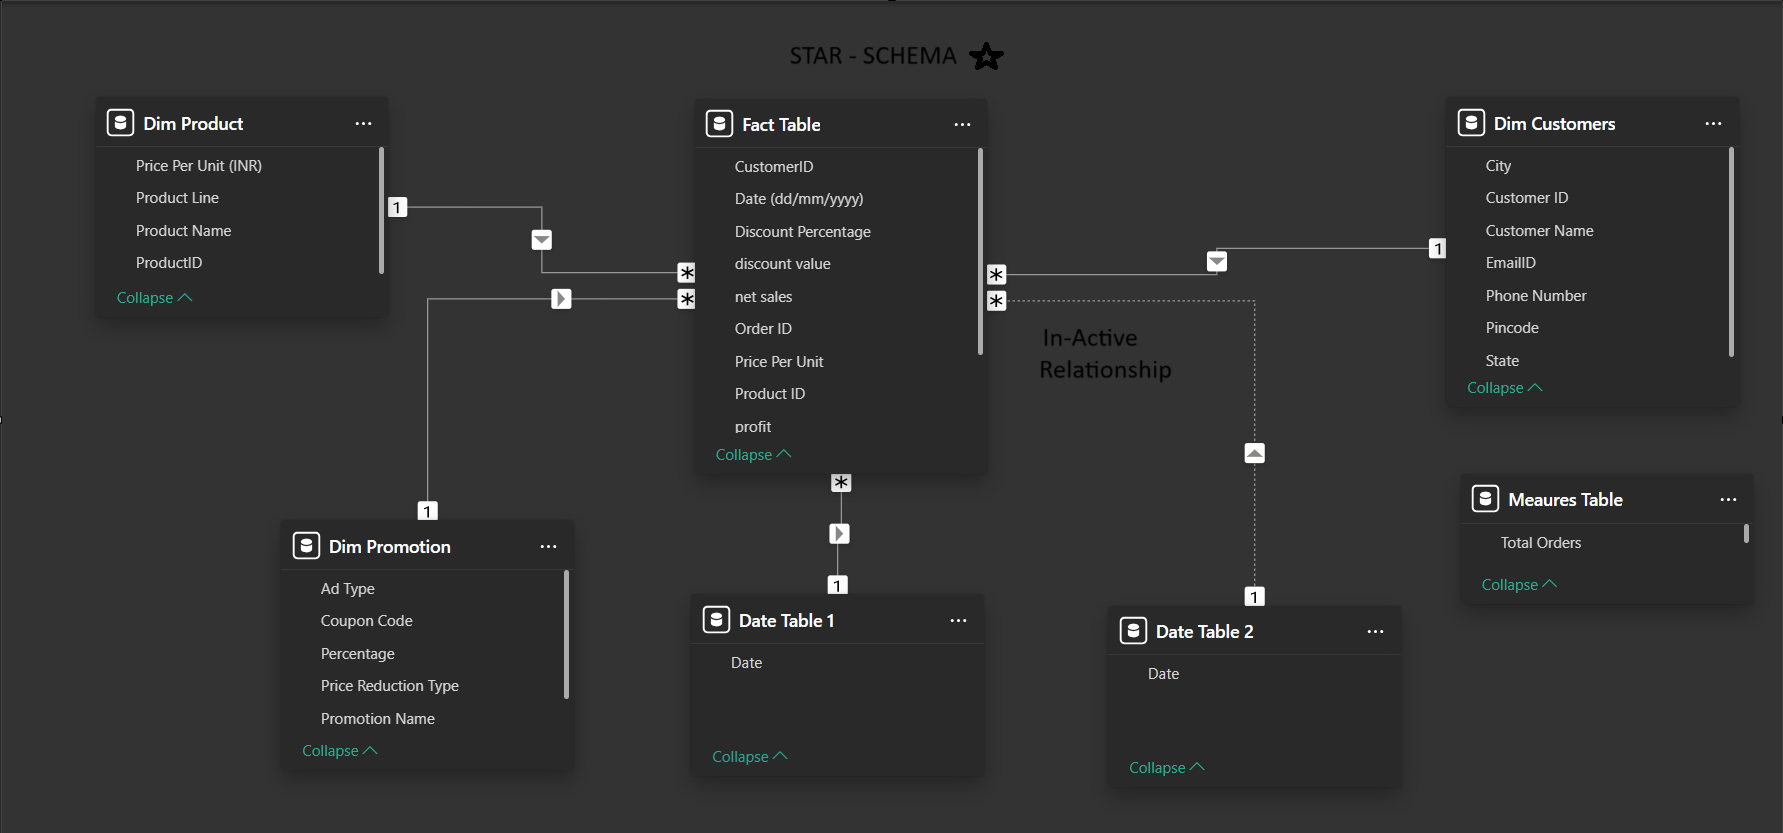 STAR - SCHEMA
Dim Product
Price Per Unit (INR)
Product Line
Product Name
ProductID
Collapse
1
Fact Table
CustomerID
Date (dd/mm/yyyy)
Discount Percentage
discount value
net sales
Order ID
Price Per Unit
Product ID
profit
Collapse
*
*
*
*
*
Dim Customers
City
Customer ID
Customer Name
EmailID
Phone Number
Pincode
State
Collapse
1
In-Active
Relationship
Dim Promotion
Ad Type
Coupon Code
Percentage
Price Reduction Type
Promotion Name
Collapse
1
Date Table 1
Date
Collapse
1
Date Table 2
Date
Collapse
1
Meaures Table
Total Orders
Collapse